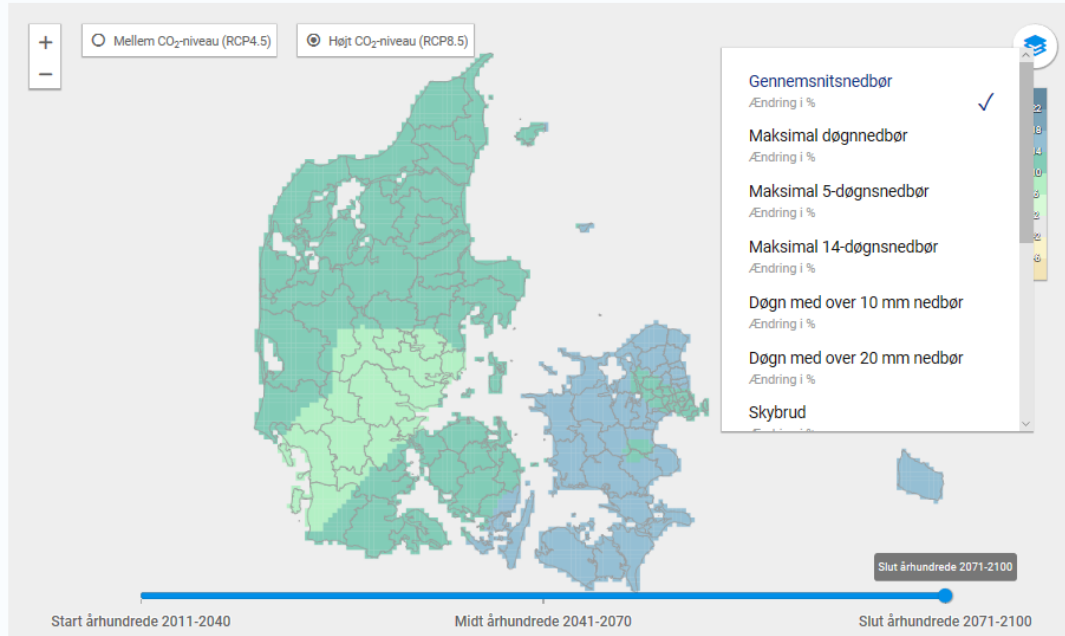 +
−
Mellem CO₂-niveau (RCP4.5)
Højt CO₂-niveau (RCP8.5)
Gennemsnitsnedbør
Ændring i %
Maksimal døgnnedbør
Ændring i %
Maksimal 5-døgnsnedbør
Ændring i %
Maksimal 14-døgnsnedbør
Ændring i %
Døgn med over 10 mm nedbør
Ændring i %
Døgn med over 20 mm nedbør
Ændring i %
Skybrud
Slut århundrede 2071-2100
Start århundrede 2011-2040
Midt århundrede 2041-2070
Slut århundrede 2071-2100